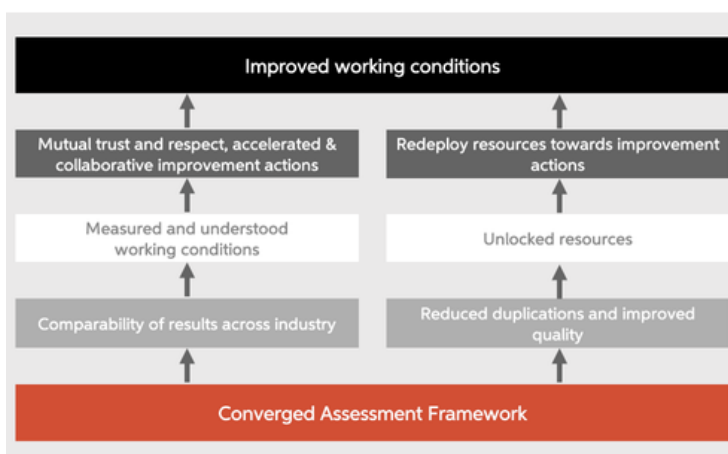 Improved working conditions
Mutual trust and respect, accelerated &
collaborative improvement actions
Redeploy resources towards improvement
actions
Measured and understood
working conditions
Unlocked resources
Comparability of results across industry
Reduced duplications and improved
quality
Converged Assessment Framework